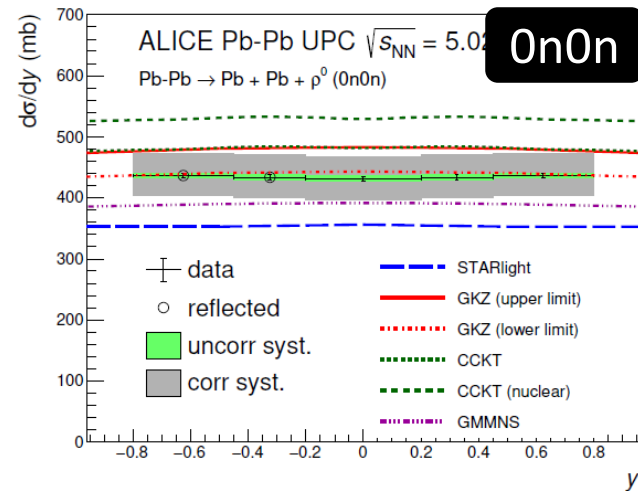 ALICE Pb-Pb UPC √sNN = 5.02
0n0n
Pb-Pb → Pb + Pb + ρ⁰ (0n0n)
dσ/dy (mb)
700
600
500
400
300
200
100
0
data
reflected
uncorr syst.
corr syst.
STARlight
GKZ (upper limit)
GKZ (lower limit)
CCKT
CCKT (nuclear)
GMMNS
−0.8 −0.6 −0.4 −0.2 0 0.2 0.4 0.6 0.8
y